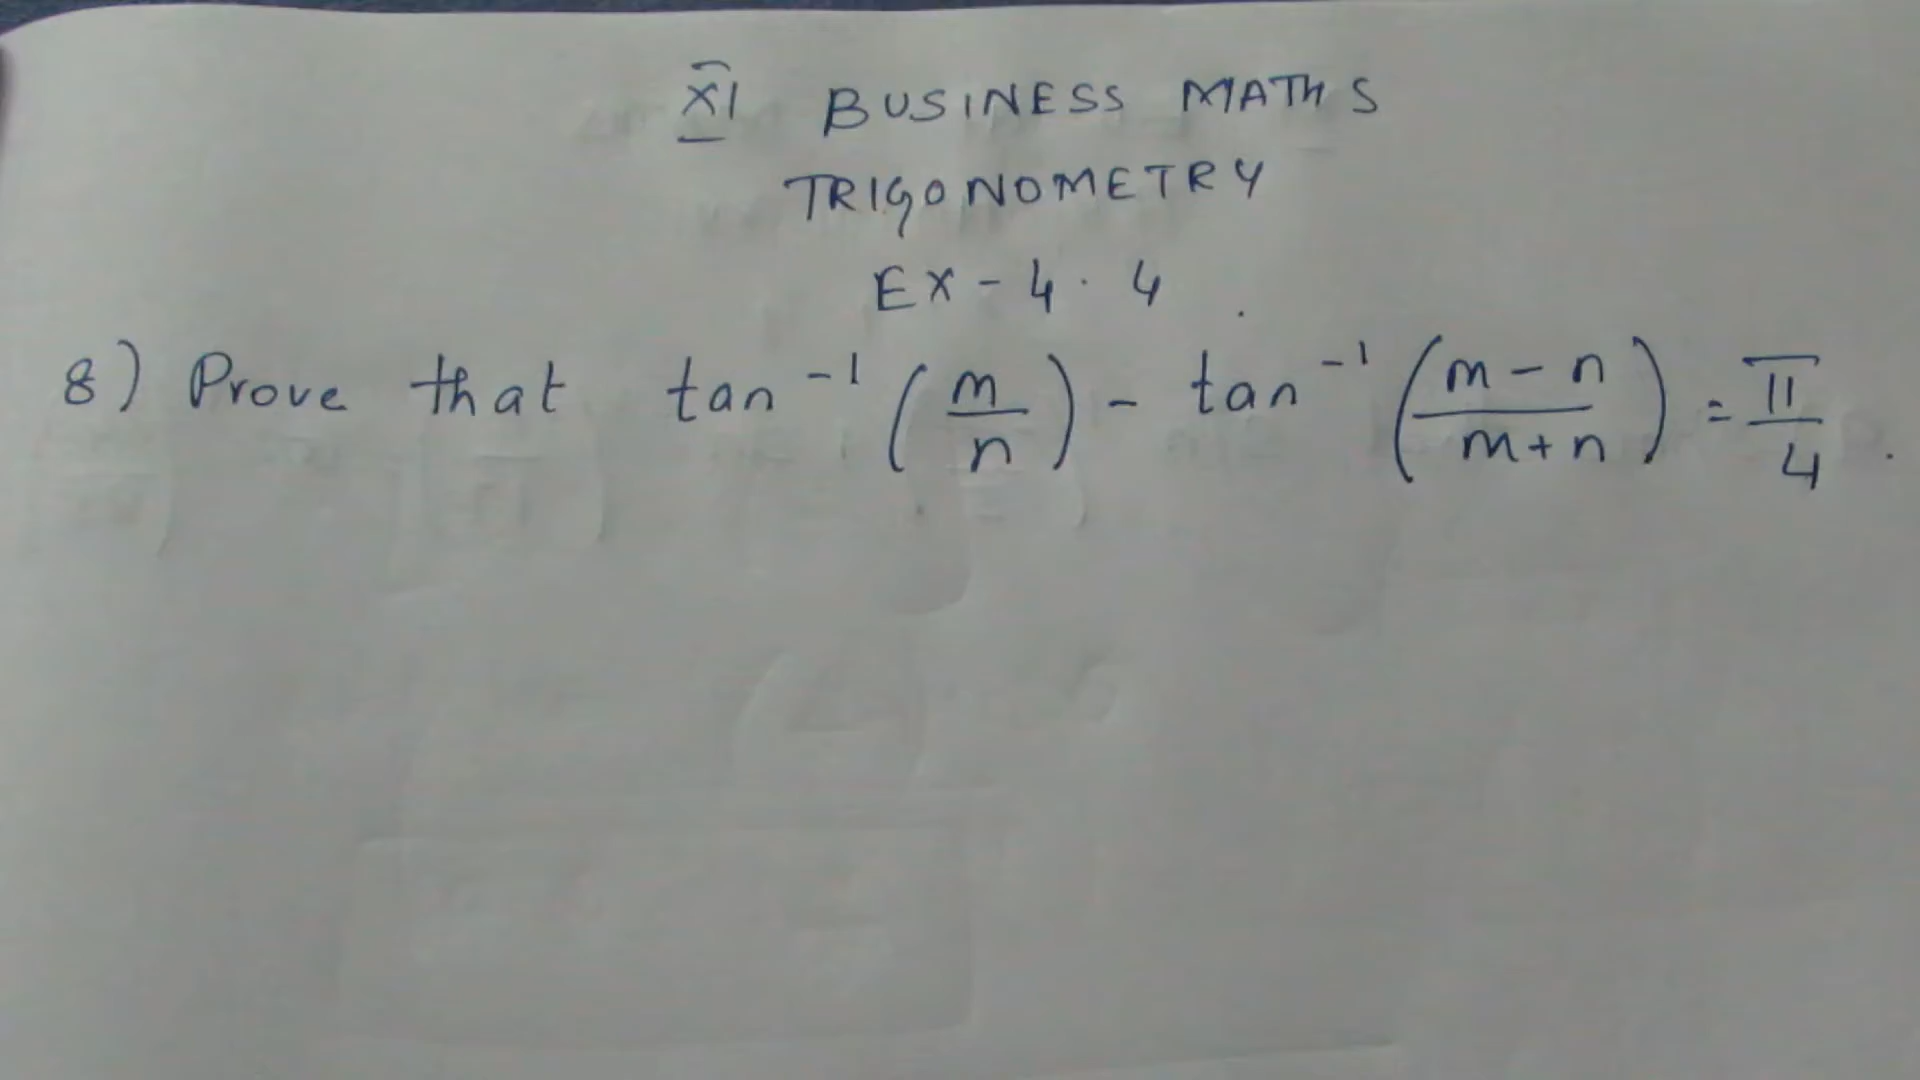 XI BUSINESS MATHS
TRIGONOMETRY
EX - 4.4
8) Prove that tan⁻¹(m/n) - tan⁻¹((m-n)/(m+n)) = π/4.